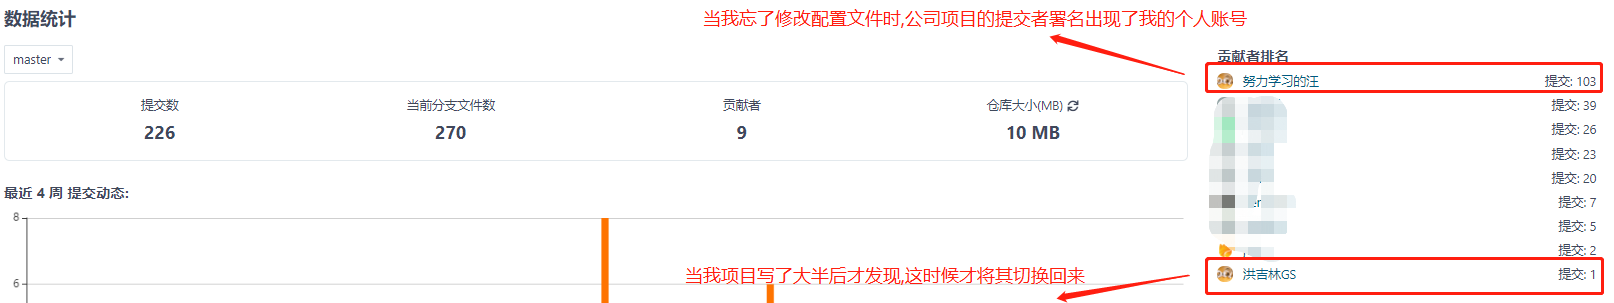 数据统计
当我忘了修改配置文件时,公司项目的提交者署名出现了我的个人账号
master
贡献者排名
努力学习的汪 提交: 103
提交数 当前分支文件数 贡献者 仓库大小(MB)
226 270 9 10 MB
提交: 39
提交: 26
提交: 23
提交: 20
提交: 7
提交: 5
提交: 2
洪吉林GS 提交: 1
最近 4 周 提交动态:
8
当我项目写了大半后才发现,这时候才将其切换回来
6